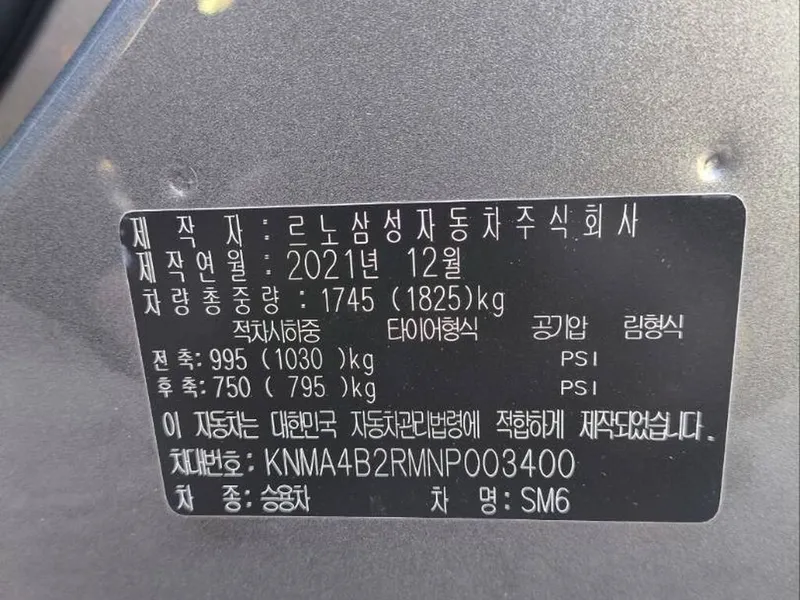 제 작 자 : 르노삼성자동차주식회사
제작연월 : 2021년 12월
차량총중량 : 1745 (1825)kg
적차시하중 타이어형식 공기압 림형식
전축: 995 (1030 )kg PSI
후축: 750 ( 795 )kg PSI
이 자동차는 대한민국 자동차관리법령에 적합하게 제작되었습니다.
차대번호: KNMA4B2RMNP003400
차 종: 승용차 차 명: SM6